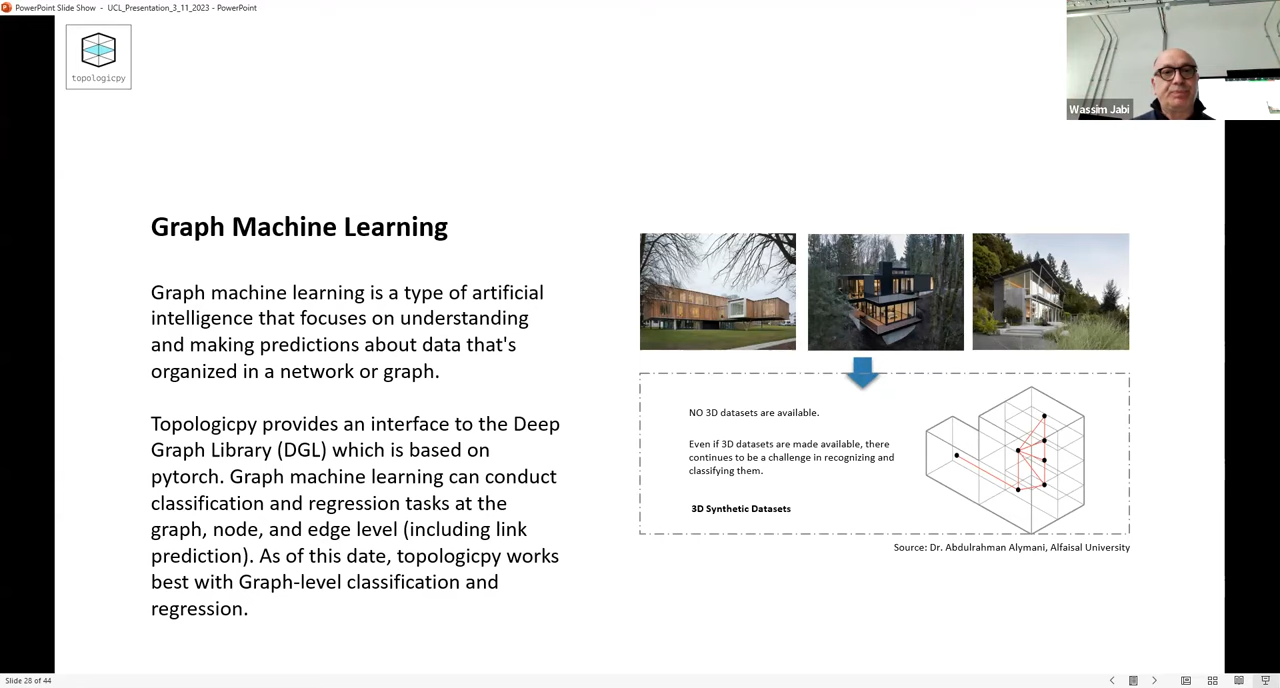 PowerPoint Slide Show - UCL_Presentation_3_11_2023 - PowerPoint
topologicpy
Wassim Jabi
Graph Machine Learning
Graph machine learning is a type of artificial
intelligence that focuses on understanding
and making predictions about data that's
organized in a network or graph.
Topologicpy provides an interface to the Deep
Graph Library (DGL) which is based on
pytorch. Graph machine learning can conduct
classification and regression tasks at the
graph, node, and edge level (including link
prediction). As of this date, topologicpy works
best with Graph-level classification and
regression.
NO 3D datasets are available.
Even if 3D datasets are made available, there
continues to be a challenge in recognizing and
classifying them.
3D Synthetic Datasets
Source: Dr. Abdulrahman Alymani, Alfaisal University
Slide 28 of 44